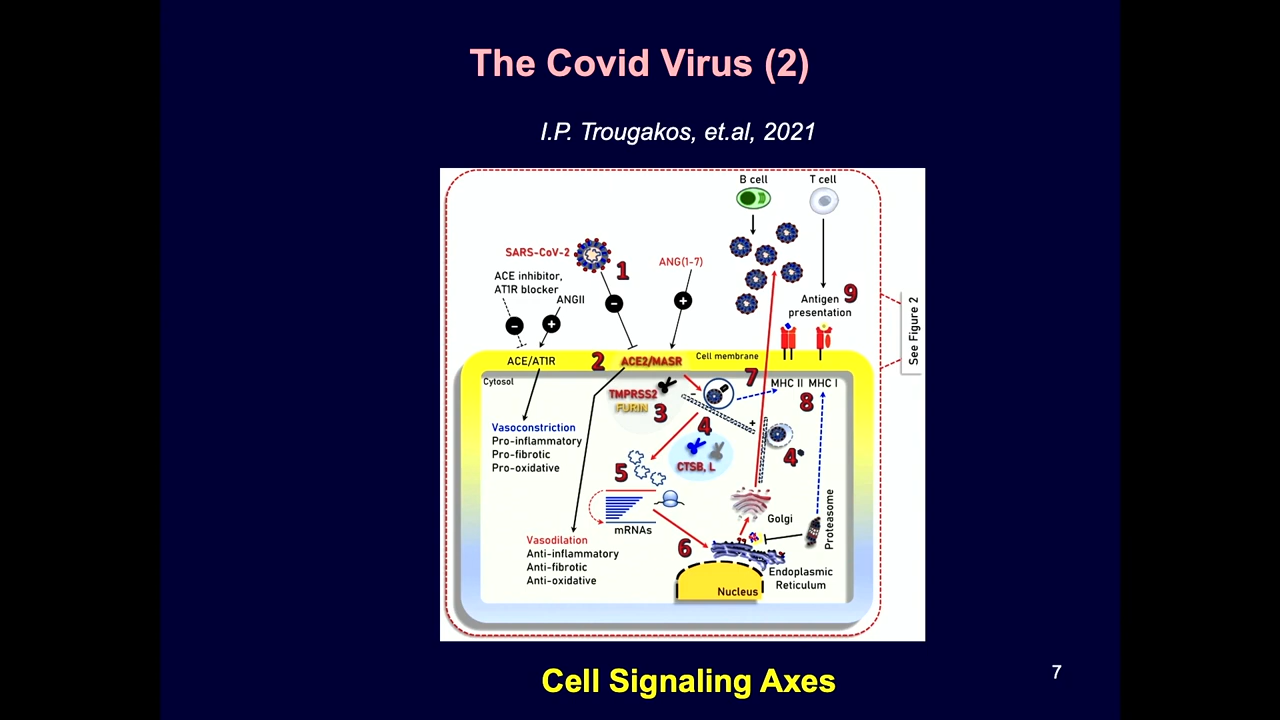 The Covid Virus (2)
I.P. Trougakos, et.al, 2021
B cell
T cell
SARS-CoV-2
1
ANG(1-7)
ACE inhibitor,
AT1R blocker
ANGII
Antigen
presentation
9
See Figure 2
-
+
-
+
ACE/AT1R
2
ACE2/MASR
Cell membrane
Cytosol
7
MHC II
MHC I
8
TMPRSS2
FURIN
3
-
+
4
4
Vasoconstriction
Pro-inflammatory
Pro-fibrotic
Pro-oxidative
CTSB, L
5
mRNAs
Golgi
Proteasome
Vasodilation
Anti-inflammatory
Anti-fibrotic
Anti-oxidative
6
Endoplasmic
Reticulum
Nucleus
Cell Signaling Axes
7